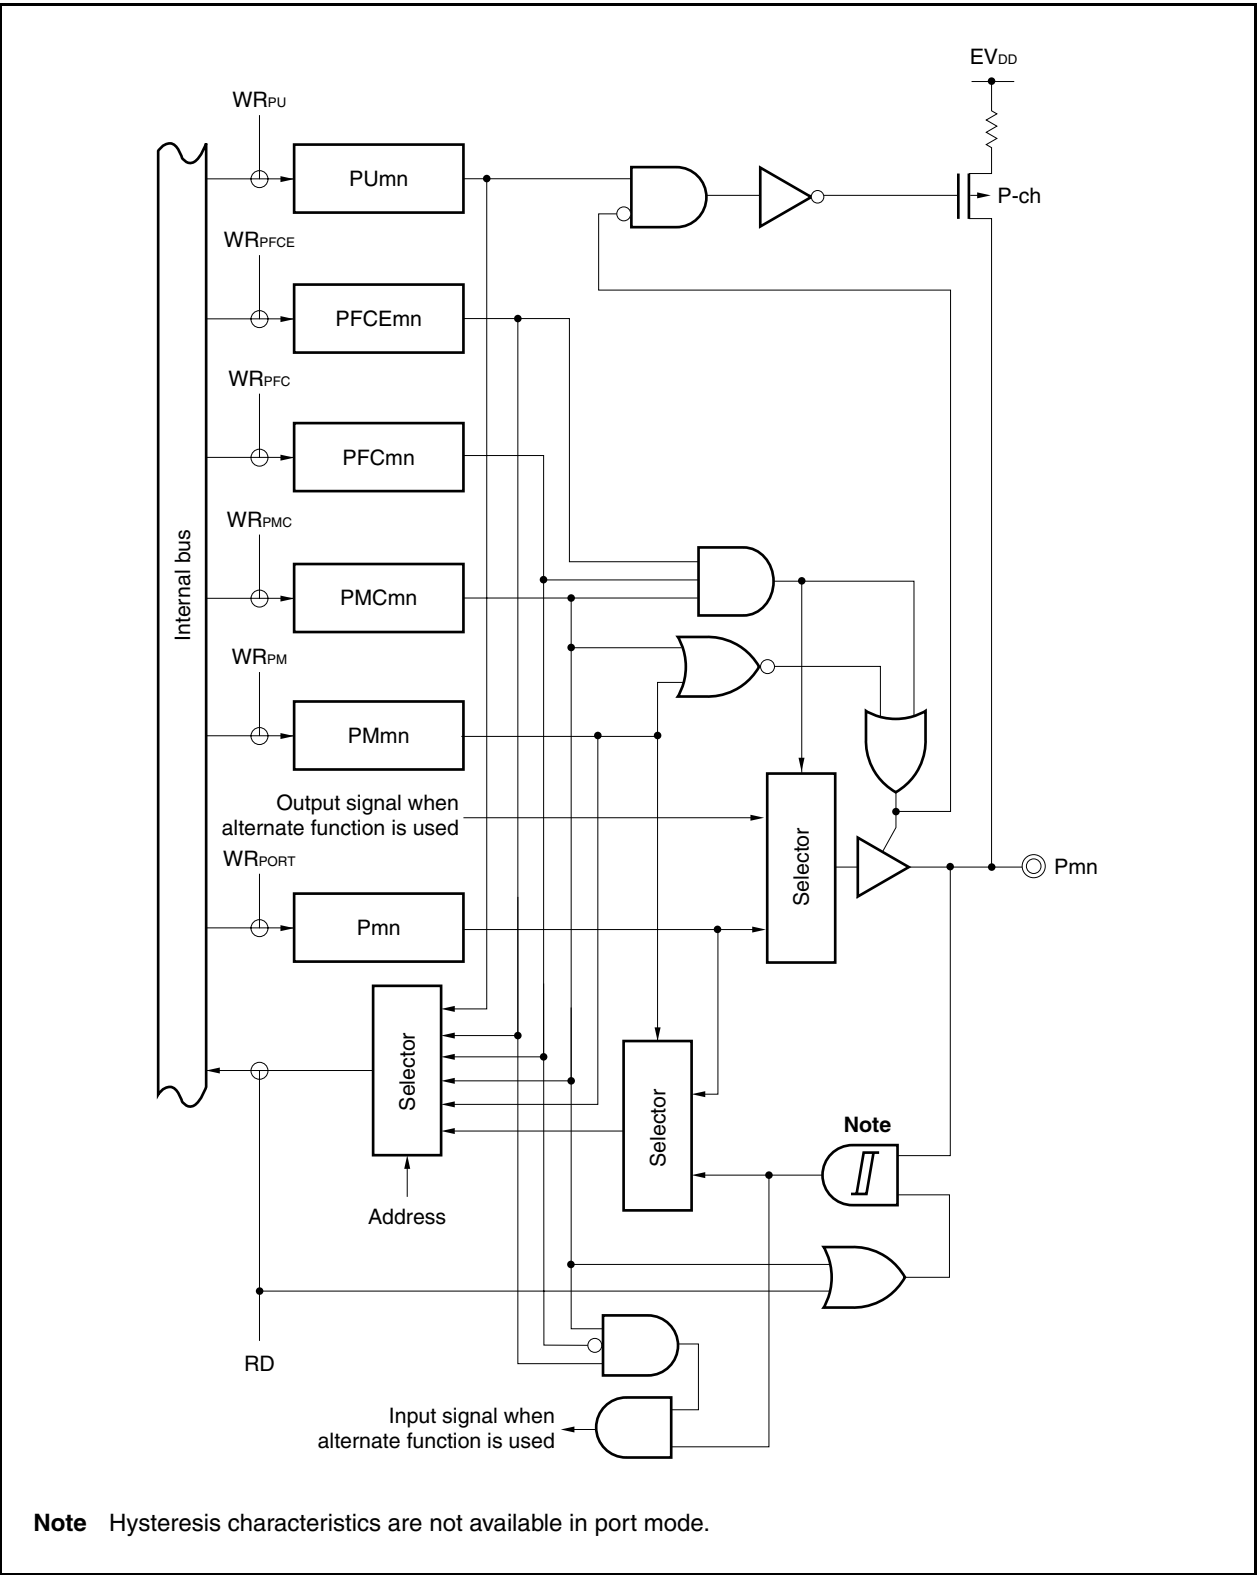 EVDD
WRPU
PUmn
P-ch
WRPFCE
PFCEmn
WRPFC
PFCmn
WRPMC
PMCmn
Internal bus
WRPM
PMmn
Output signal when
alternate function is used
Selector
WRPORT
Pmn
Pmn
Selector
Selector
Note
Address
RD
Input signal when
alternate function is used
Note Hysteresis characteristics are not available in port mode.